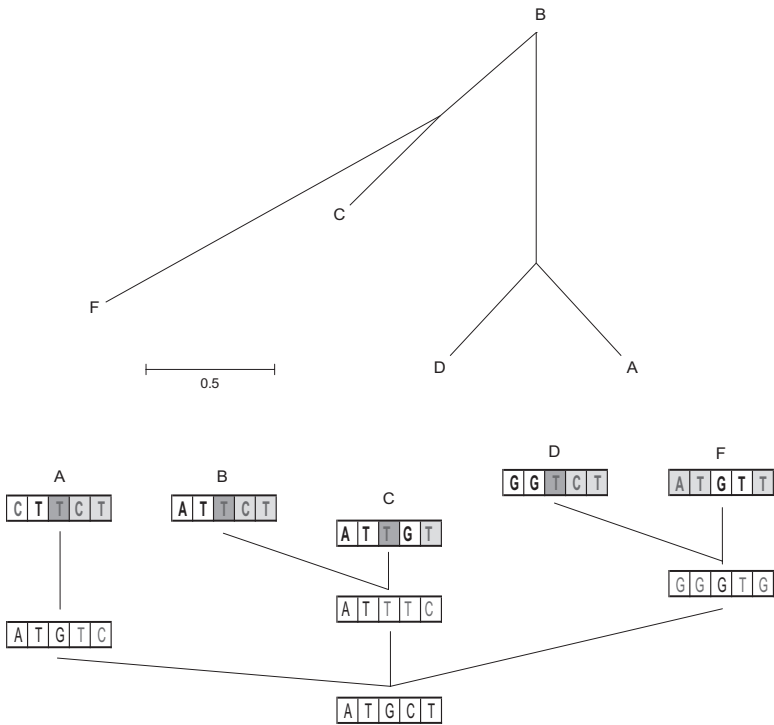 B
C
F
D A
0.5
D F
A B
G G T C T A T G T T
C
C T T C T A T T C T
A T T G T
G G G T G
A T T T C
A T G T C
A T G C T